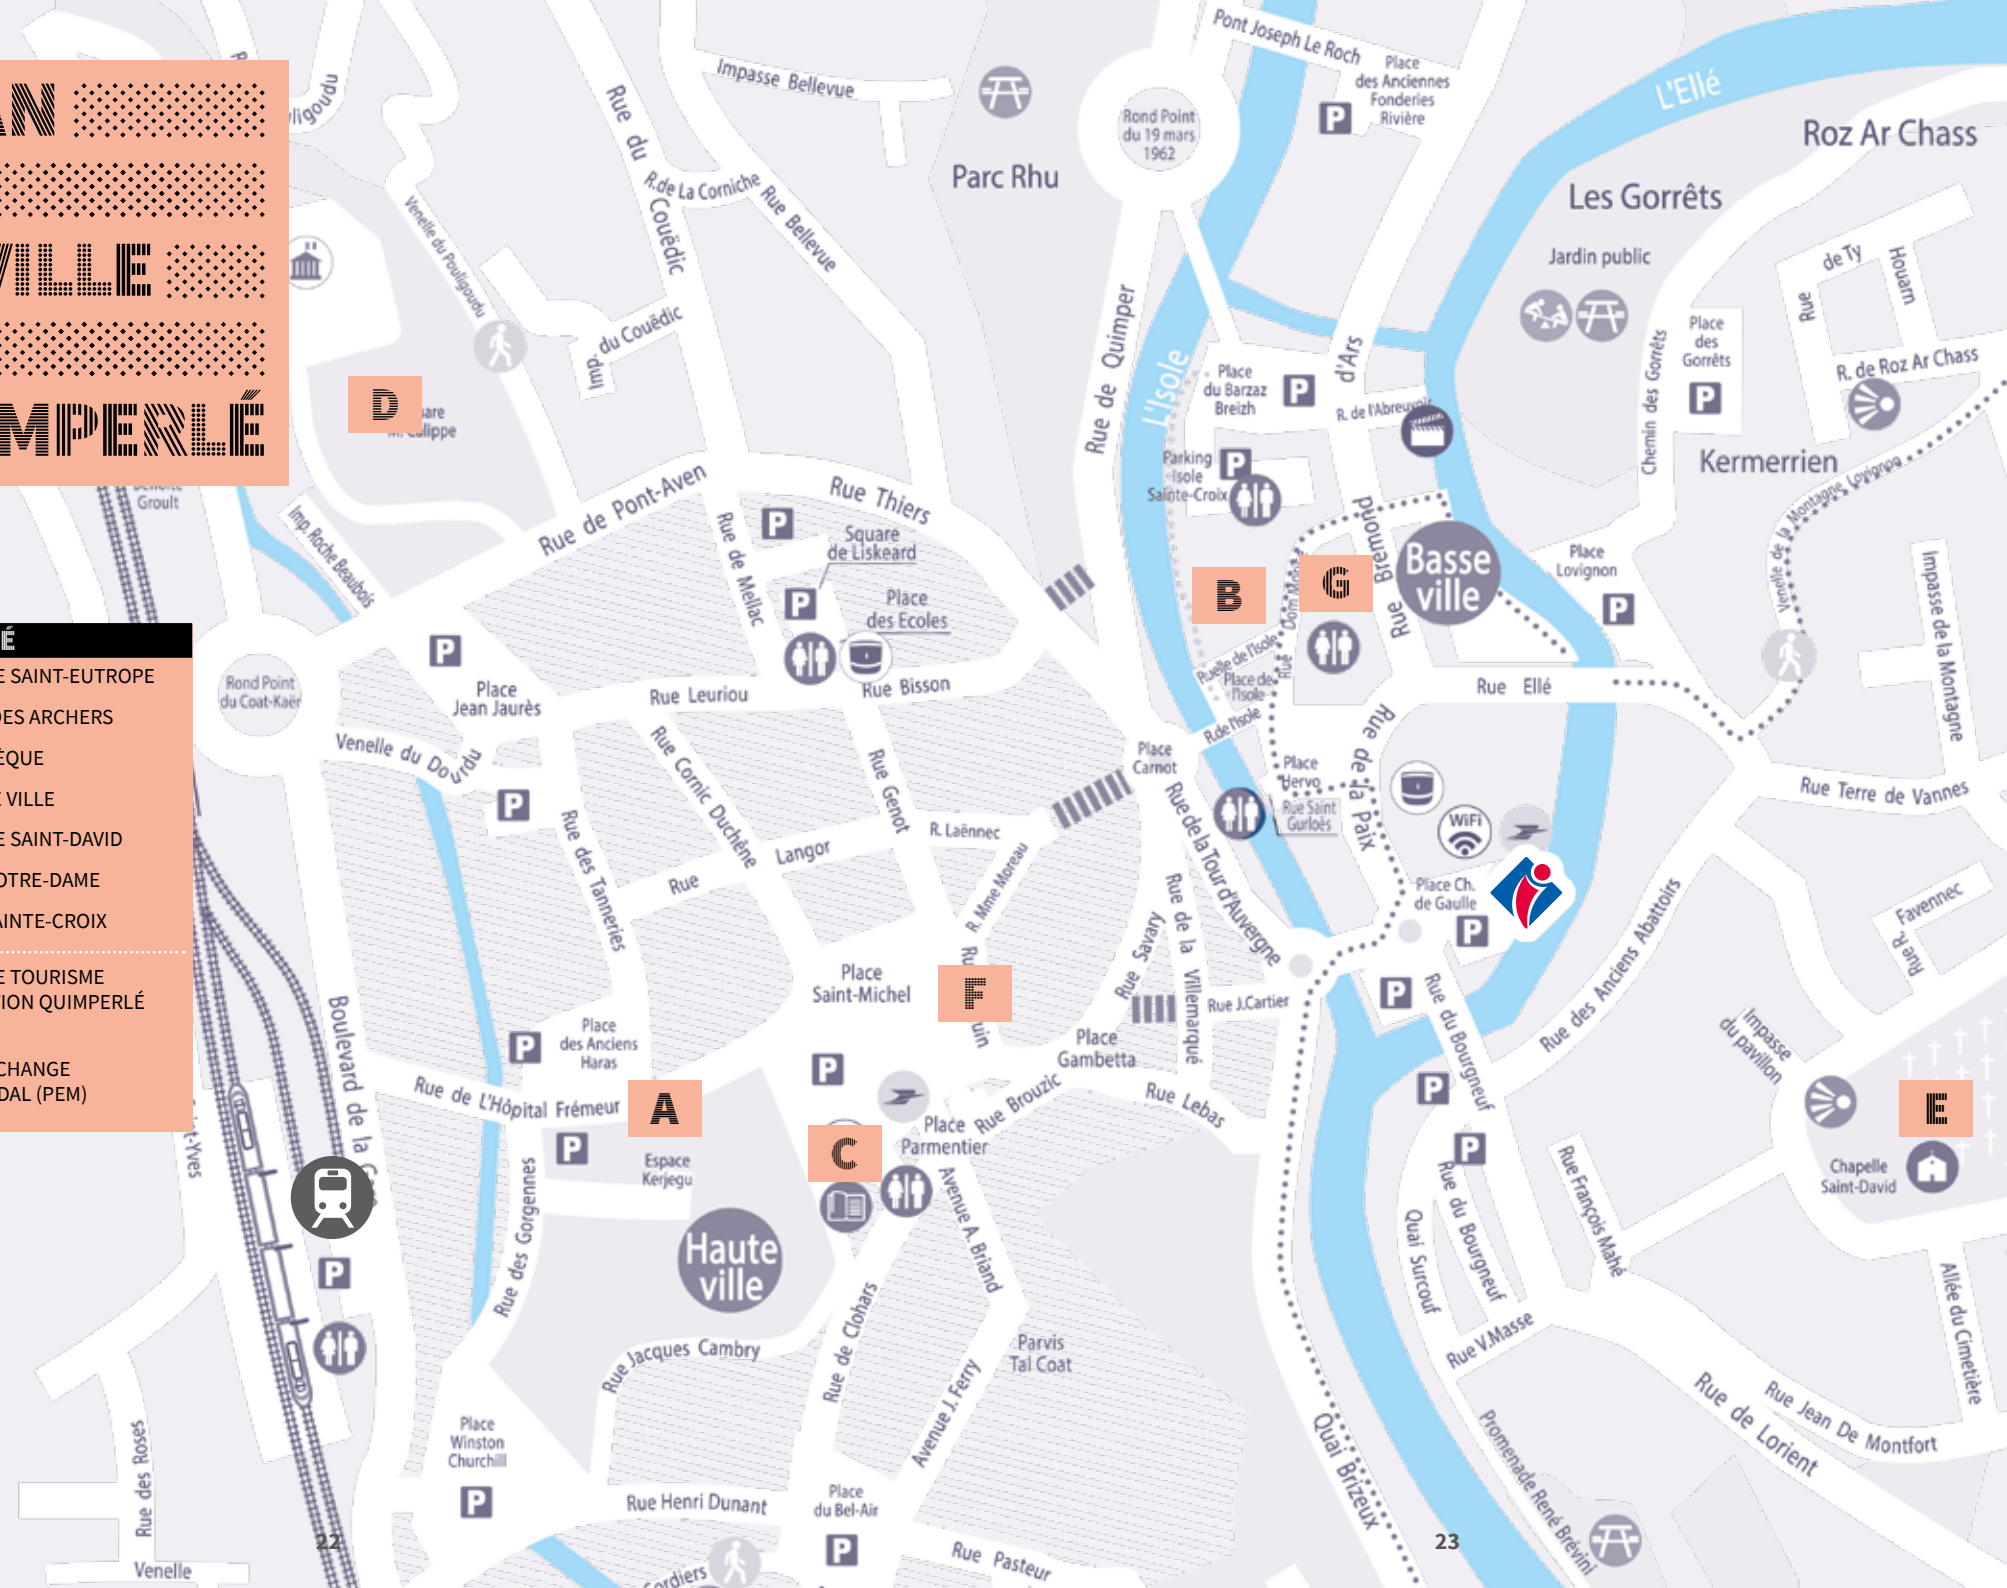 AN
VILLE
MPERLÉ
É
E SAINT-EUTROPE
DES ARCHERS
ÈQUE
E VILLE
E SAINT-DAVID
OTRE-DAME
AINTE-CROIX
E TOURISME
TION QUIMPERLÉ
CHANGE
DAL (PEM)
Groult
Imp. Roche Beaubois
Rond Point
du Coat-Kaër
Venelle du Pouligoudu
D
Rue du Couëdic
R.de La Corniche
Rue Bellevue
Impasse Bellevue
Imp. du Couëdic
Parc Rhu
Rond Point
du 19 mars
1962
Pont Joseph Le Roch
Place
des Anciennes
Fonderies
Rivière
P
L'Ellé
Roz Ar Chass
Les Gorrêts
Jardin public
Place
des
Gorrêts
P
Chemin des Gorrêts
Rue de Ty Houarn
R. de Roz Ar Chass
Kermerrien
Venelle de la Montagne Lovignon
Impasse de la Montagne
Rue de Quimper
L'Isole
Place
du Barzaz
Breizh
P
R. de l'Abreuvoir
Parking
Isole
Sainte-Croix
P
Rue Bremond d'Ars
Basse
ville
B
G
Place
Lovignon
P
Rue Ellé
Ruelle de l'Isole
Place de
l'Isole
R.de l'Isole
Place
Hervo
Rue Saint
Gurloës
Rue de la Paix
WiFi
Place Ch.
de Gaulle
P
Rue de Pont-Aven
Rue Thiers
Rue de Mellac
P
Square
de Liskeard
P
Place
des Ecoles
Rue Bisson
Rue Leuriou
P
Place
Jean Jaurès
Venelle du Dourdu
P
Rue des Tanneries
Rue Cornic Duchêne
Rue Genot
Rue Langor
R. Laënnec
R. Mme Moreau
Place
Carnot
Rue de la Tour d'Auvergne
Rue de la Villemarqué
Rue Savary
Rue J.Cartier
Place
Saint-Michel
F
P
Place
Gambetta
Rue Brouzic
Rue Lebas
Place
Parmentier
C
Avenue A. Briand
P
Place
des Anciens
Haras
Rue de L'Hôpital Frémeur
A
P
Espace
Kerjegu
Haute
ville
Rue des Gorgennes
P
Rue Jacques Cambry
Rue de Clohars
Avenue J. Ferry
Parvis
Tal Coat
Place
Winston
Churchill
P
Rue Henri Dunant
Place
du Bel-Air
P
Rue Pasteur
Rue des Roses
Venelle
22
23
Quai Brizeux
P
Rue du Bourgneuf
P
P
Rue du Bourgneuf
Quai Surcouf
Rue V.Masse
Rue François Mahé
Rue des Anciens Abattoirs
Rue Terre de Vannes
Rue R. Favennec
Impasse
du pavillon
E
Chapelle
Saint-David
Allée du Cimetière
Rue de Lorient
Rue Jean De Montfort
Promenade René Brévini